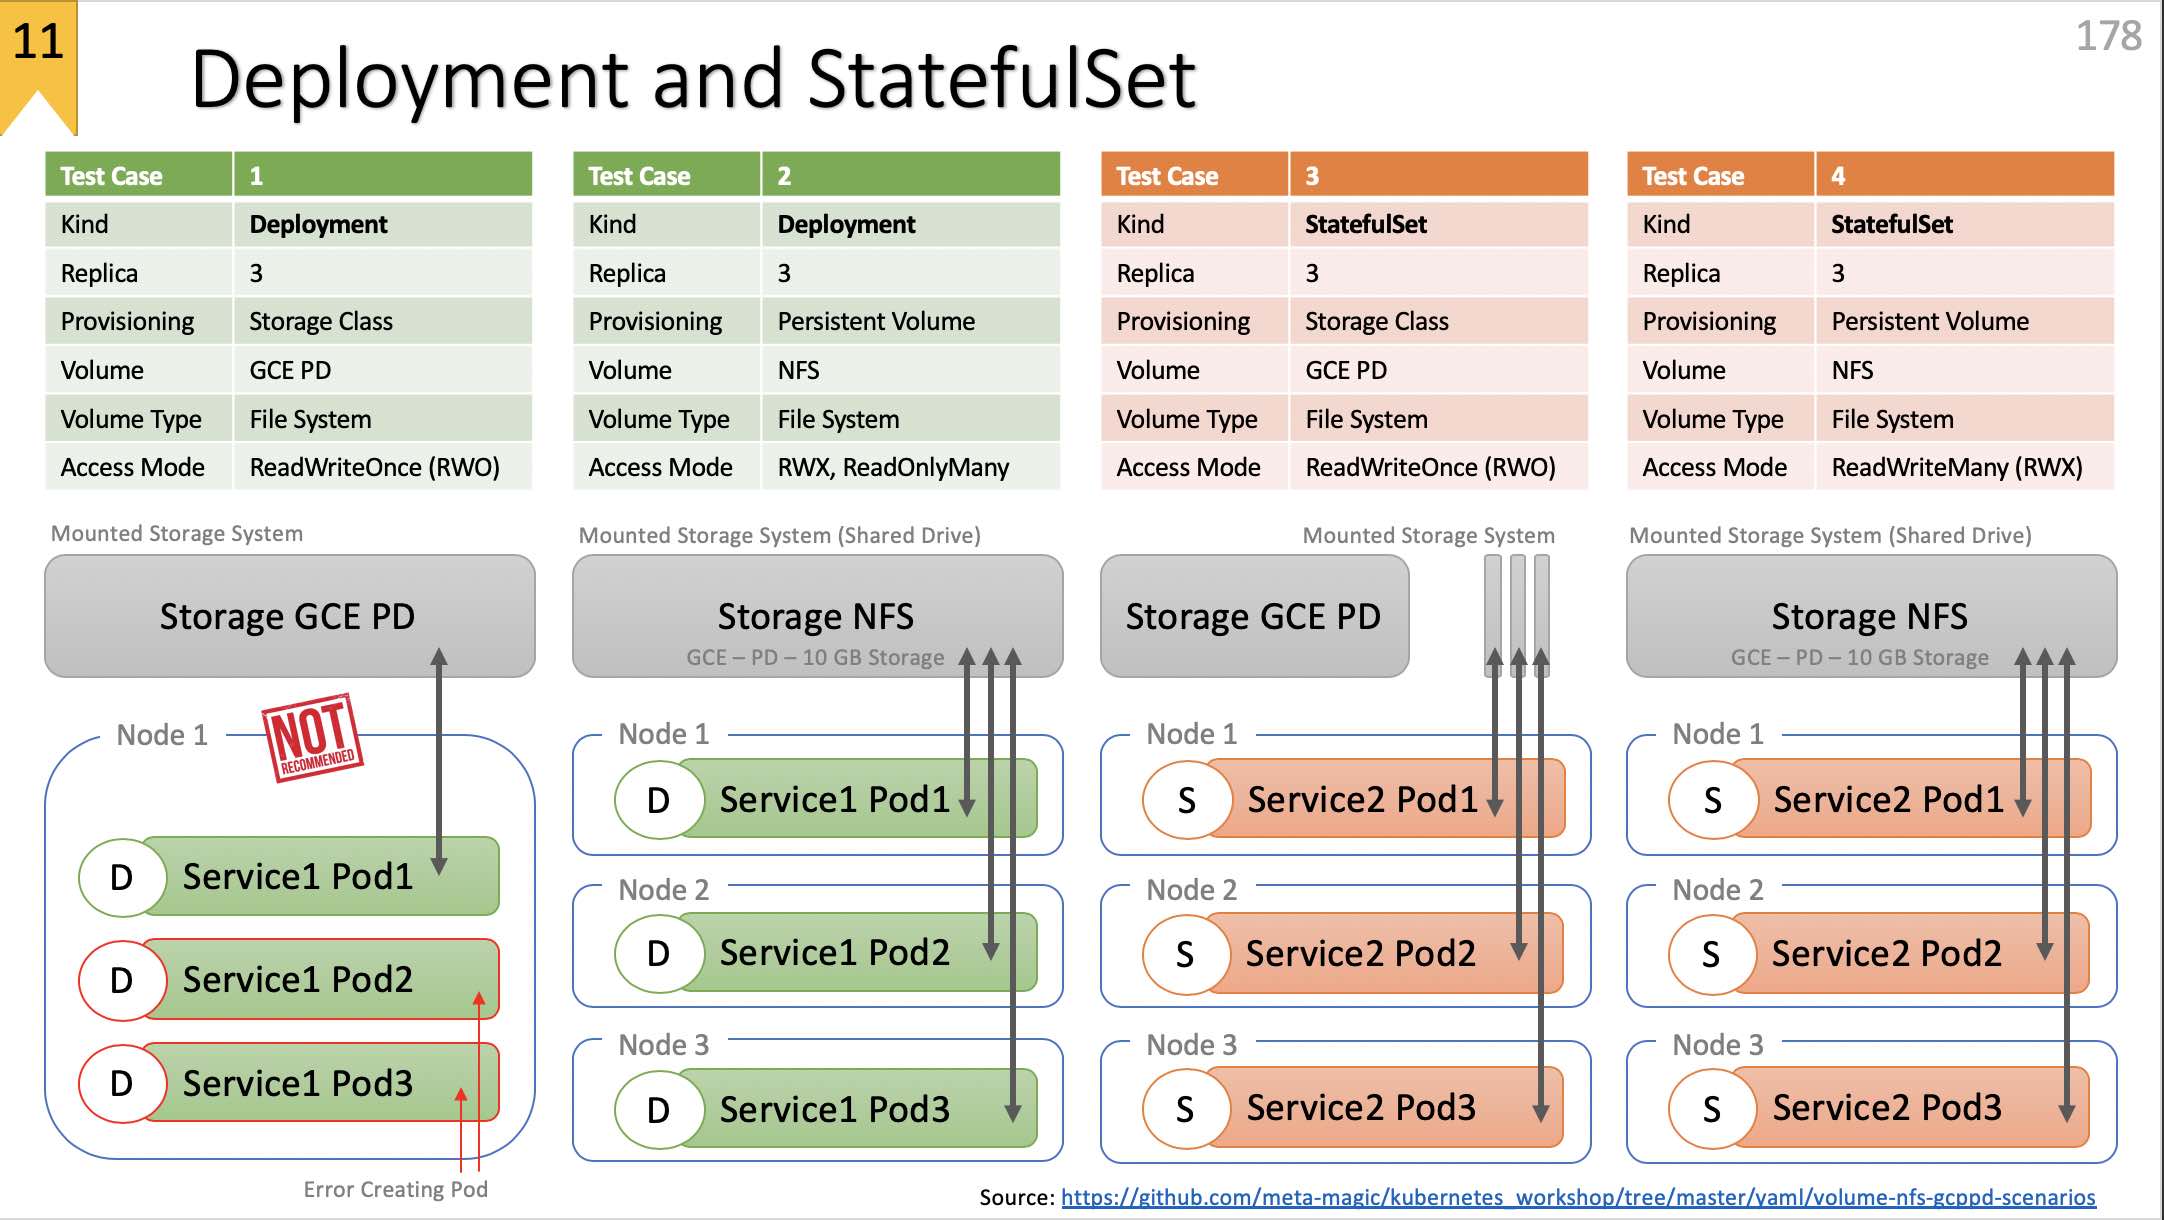 11
178
Deployment and StatefulSet
Test Case 1
Kind Deployment
Replica 3
Provisioning Storage Class
Volume GCE PD
Volume Type File System
Access Mode ReadWriteOnce (RWO)
Test Case 2
Kind Deployment
Replica 3
Provisioning Persistent Volume
Volume NFS
Volume Type File System
Access Mode RWX, ReadOnlyMany
Test Case 3
Kind StatefulSet
Replica 3
Provisioning Storage Class
Volume GCE PD
Volume Type File System
Access Mode ReadWriteOnce (RWO)
Test Case 4
Kind StatefulSet
Replica 3
Provisioning Persistent Volume
Volume NFS
Volume Type File System
Access Mode ReadWriteMany (RWX)
Mounted Storage System
Storage GCE PD
Node 1
NOT
RECOMMENDED
D Service1 Pod1
D Service1 Pod2
D Service1 Pod3
Error Creating Pod
Mounted Storage System (Shared Drive)
Storage NFS
GCE – PD – 10 GB Storage
Node 1
D Service1 Pod1
Node 2
D Service1 Pod2
Node 3
D Service1 Pod3
Mounted Storage System
Storage GCE PD
Node 1
S Service2 Pod1
Node 2
S Service2 Pod2
Node 3
S Service2 Pod3
Mounted Storage System (Shared Drive)
Storage NFS
GCE – PD – 10 GB Storage
Node 1
S Service2 Pod1
Node 2
S Service2 Pod2
Node 3
S Service2 Pod3
Source: https://github.com/meta-magic/kubernetes_workshop/tree/master/yaml/volume-nfs-gcppd-scenarios